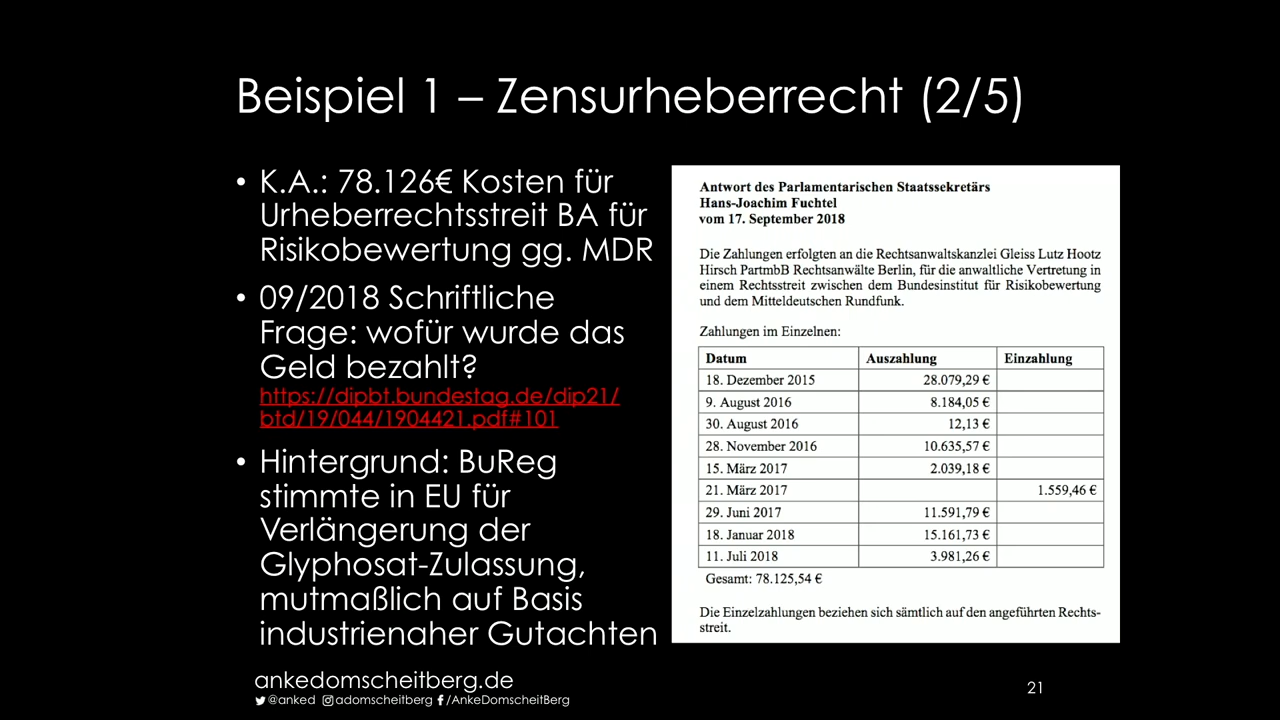 Beispiel 1 – Zensurheberrecht (2/5)
• K.A.: 78.126€ Kosten für
Urheberrechtsstreit BA für
Risikobewertung gg. MDR
• 09/2018 Schriftliche
Frage: wofür wurde das
Geld bezahlt?
https://dipbt.bundestag.de/dip21/
btd/19/044/1904421.pdf#101
• Hintergrund: BuReg
stimmte in EU für
Verlängerung der
Glyphosat-Zulassung,
mutmaßlich auf Basis
industrienaher Gutachten
Antwort des Parlamentarischen Staatssekretärs
Hans-Joachim Fuchtel
vom 17. September 2018
Die Zahlungen erfolgten an die Rechtsanwaltskanzlei Gleiss Lutz Hootz
Hirsch PartmbB Rechtsanwälte Berlin, für die anwaltliche Vertretung in
einem Rechtsstreit zwischen dem Bundesinstitut für Risikobewertung
und dem Mitteldeutschen Rundfunk.
Zahlungen im Einzelnen:
Datum Auszahlung Einzahlung
18. Dezember 2015 28.079,29 €
9. August 2016 8.184,05 €
30. August 2016 12,13 €
28. November 2016 10.635,57 €
15. März 2017 2.039,18 €
21. März 2017 1.559,46 €
29. Juni 2017 11.591,79 €
18. Januar 2018 15.161,73 €
11. Juli 2018 3.981,26 €
Gesamt: 78.125,54 €
Die Einzelzahlungen beziehen sich sämtlich auf den angeführten Rechts-
streit.
ankedomscheitberg.de
@anked adomscheitberg /AnkeDomscheitBerg
21